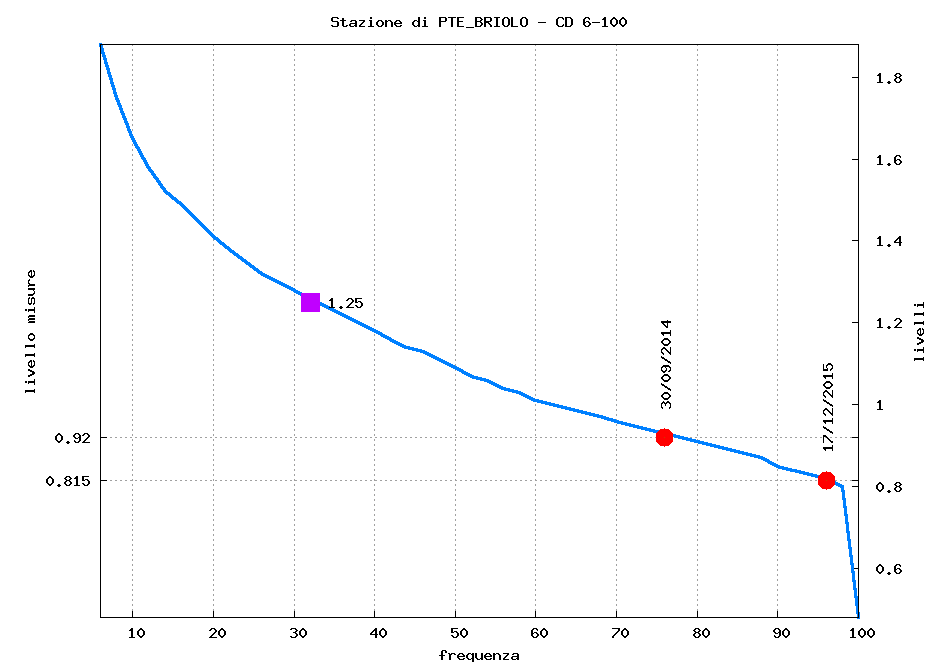 Stazione di PTE_BRIOLO - CD 6-100
1.8
1.6
1.4
1.2
1
0.8
0.6
livelli
livello misure
0.92
0.815
1.25
30/09/2014
17/12/2015
10 20 30 40 50 60 70 80 90 100
frequenza